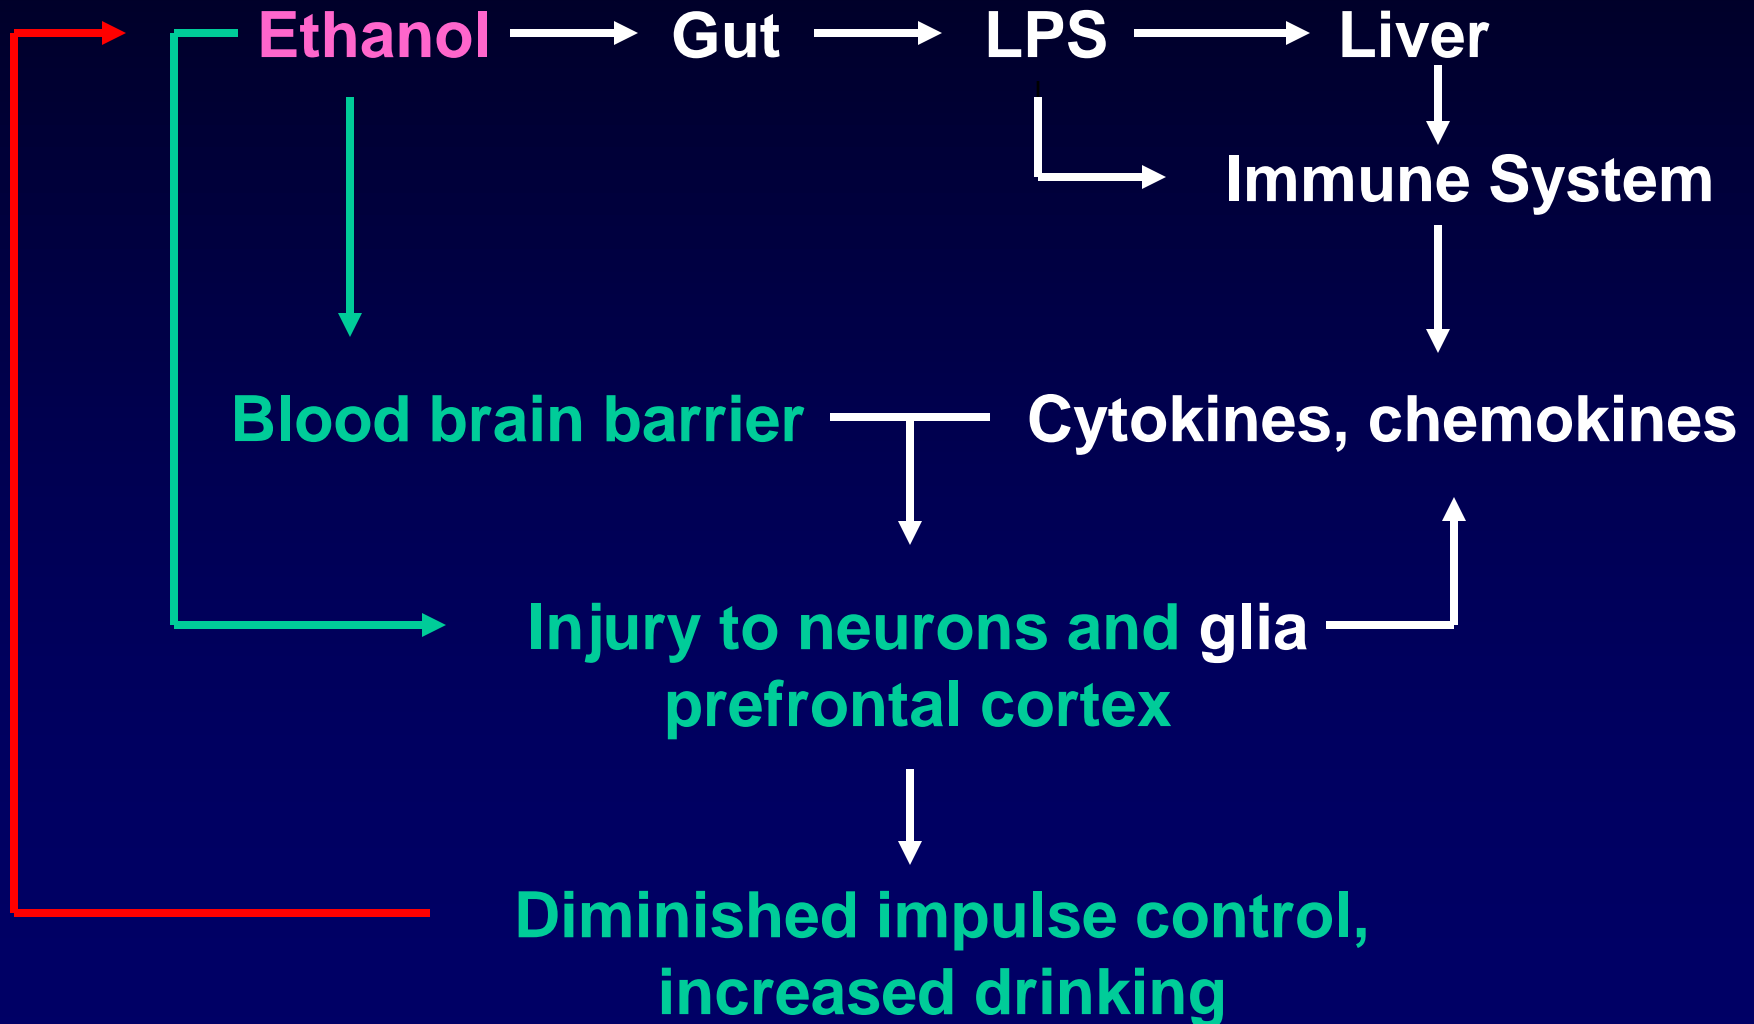 Ethanol Gut LPS Liver
Immune System
Blood brain barrier Cytokines, chemokines
Injury to neurons and glia
prefrontal cortex
Diminished impulse control,
increased drinking